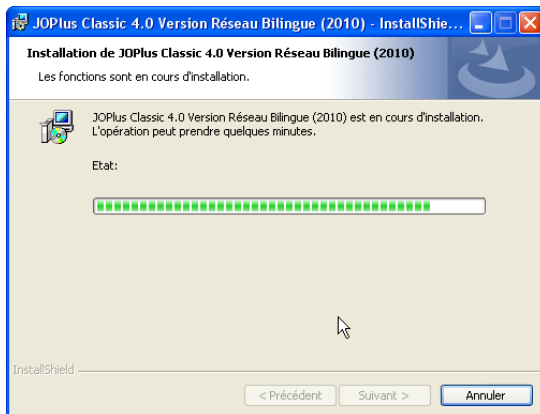 JOPlus Classic 4.0 Version Réseau Bilingue (2010) - InstallShie...
Installation de JOPlus Classic 4.0 Version Réseau Bilingue (2010)
Les fonctions sont en cours d'installation.
JOPlus Classic 4.0 Version Réseau Bilingue (2010) est en cours d'installation.
L'opération peut prendre quelques minutes.
Etat:
InstallShield
< Précédent Suivant > Annuler